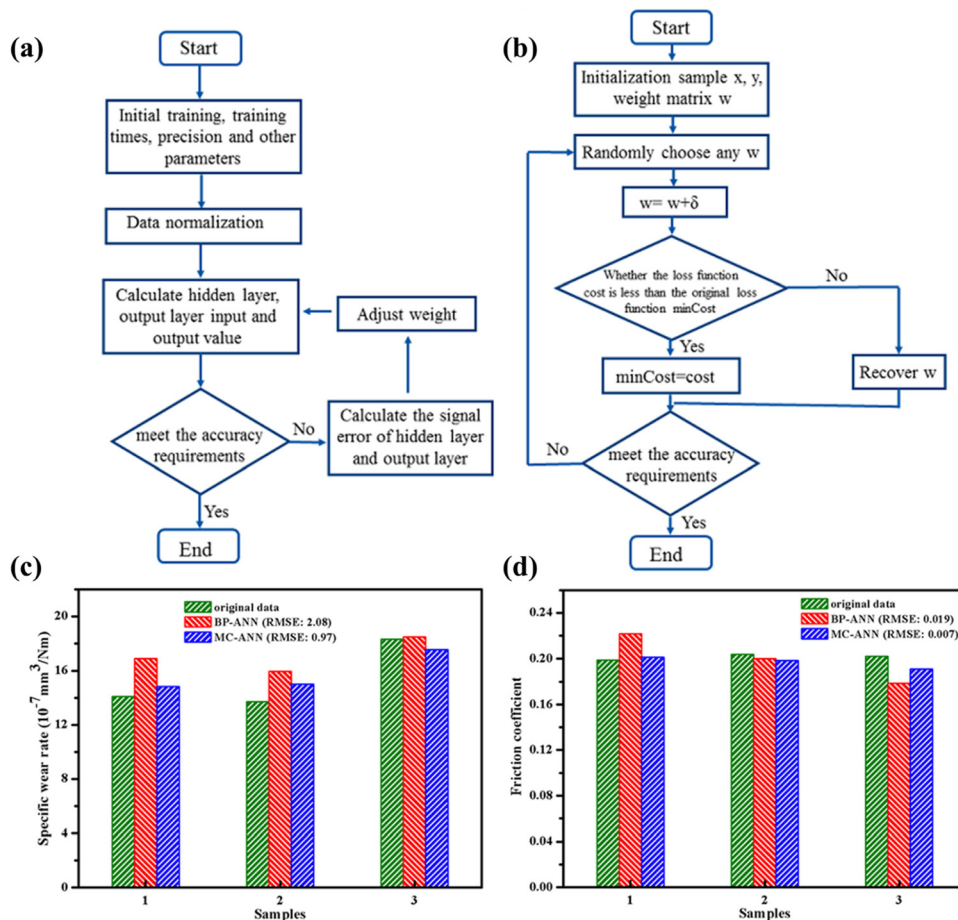 (a)
Start
Initial training, training
times, precision and other
parameters
Data normalization
Calculate hidden layer,
output layer input and
output value
Adjust weight
meet the accuracy
requirements
No
Calculate the signal
error of hidden layer
and output layer
Yes
End
(b)
Start
Initialization sample x, y,
weight matrix w
Randomly choose any w
w= w+δ
Whether the loss function
cost is less than the original loss
function minCost
No
Yes
minCost=cost
Recover w
No
meet the accuracy
requirements
Yes
End
(c)
original data
BP-ANN (RMSE: 2.08)
MC-ANN (RMSE: 0.97)
Specific wear rate (10⁻⁷ mm³/Nm)
20
16
12
8
4
0
1
2
3
Samples
(d)
original data
BP-ANN (RMSE: 0.019)
MC-ANN (RMSE: 0.007)
Friction coefficient
0.24
0.20
0.16
0.12
0.08
0.04
0.00
1
2
3
Samples